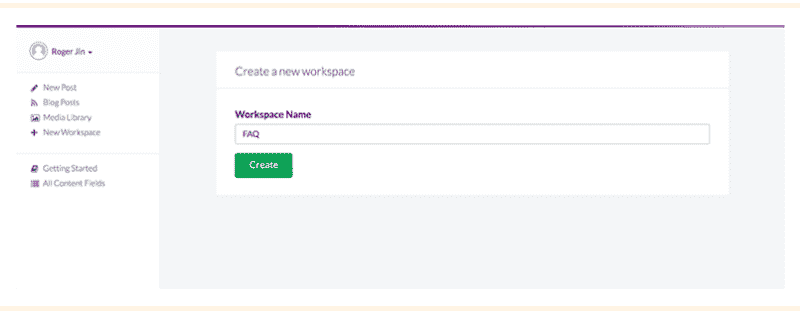 Roger Jin
New Post
Blog Posts
Media Library
New Workspace
Getting Started
All Content Fields
Create a new workspace
Workspace Name
FAQ
Create